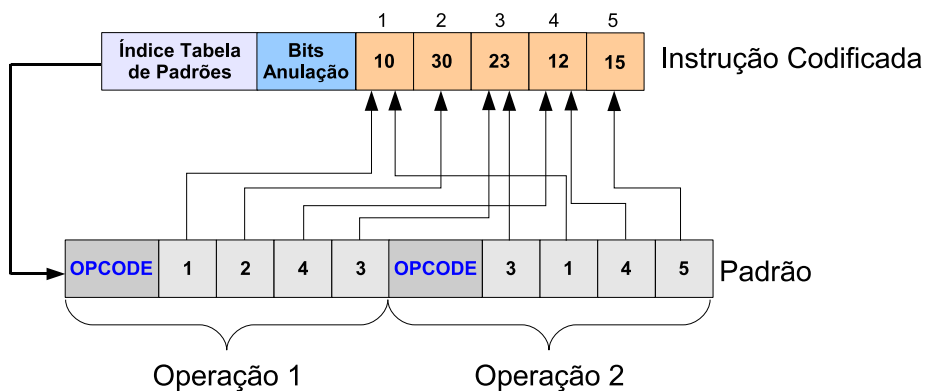 1 2 3 4 5
Índice Tabela de Padrões Bits Anulação 10 30 23 12 15 Instrução Codificada
OPCODE 1 2 4 3 OPCODE 3 1 4 5 Padrão
Operação 1 Operação 2